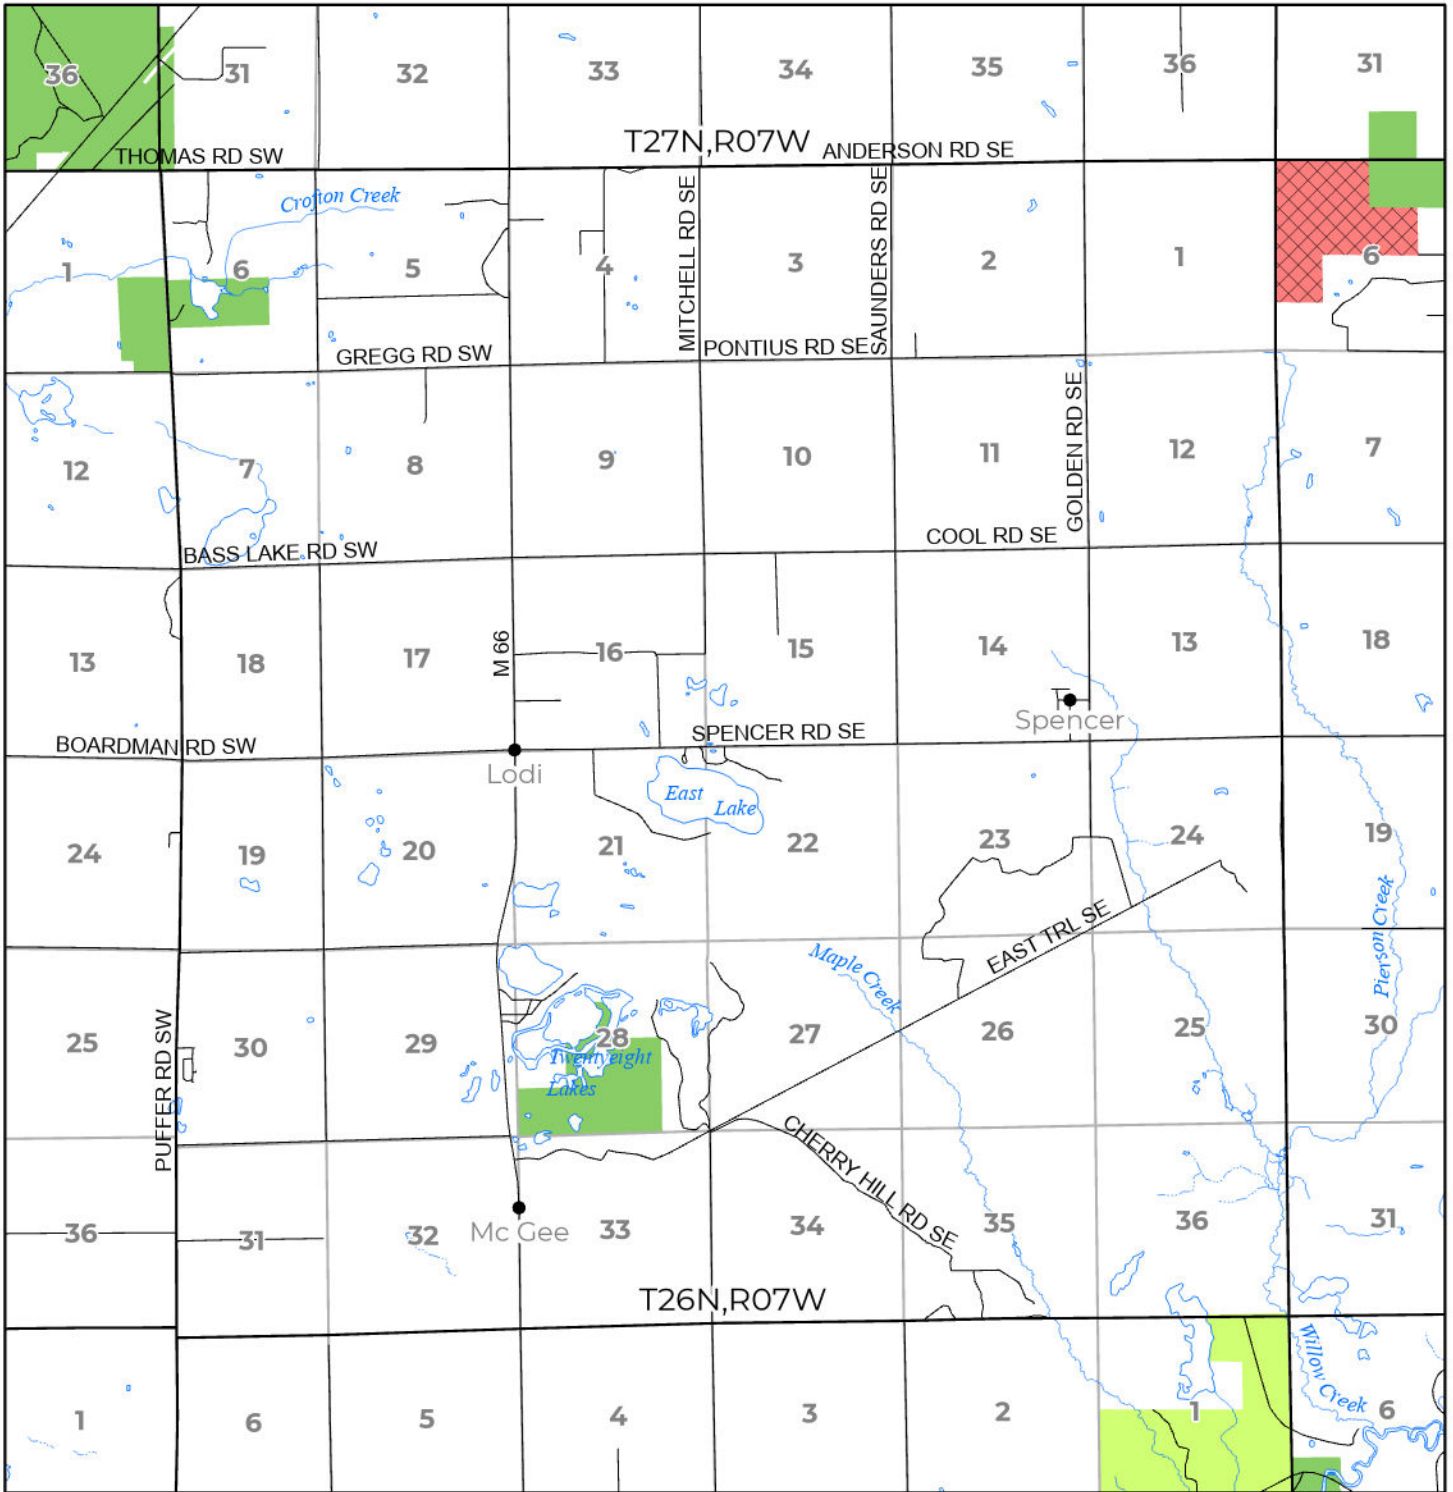 36
31
32
33
34
35
36
31
T27N,R07W
THOMAS RD SW
ANDERSON RD SE
Crofton Creek
MITCHELL RD SE
SAUNDERS RD SE
1
6
5
4
3
2
1
6
GREGG RD SW
PONTIUS RD SE
GOLDEN RD SE
12
7
8
9
10
11
12
7
BASS LAKE RD SW
COOL RD SE
M 66
13
18
17
16
15
14
13
18
Spencer
BOARDMAN RD SW
SPENCER RD SE
Lodi
East Lake
24
19
20
21
22
23
24
19
EAST TRL SE
Maple Creek
Pierson Creek
PUFFER RD SW
25
30
29
28
27
26
25
30
Twentyeight
Lakes
CHERRY HILL RD SE
36
31
32
Mc Gee
33
34
35
36
31
T26N,R07W
Willow Creek
1
6
5
4
3
2
1
6